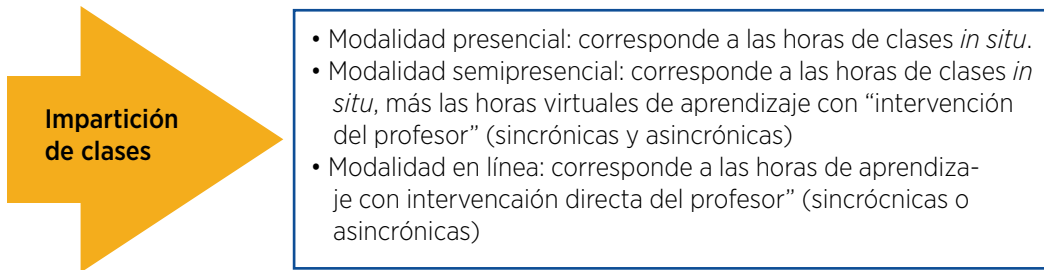 Impartición
de clases
• Modalidad presencial: corresponde a las horas de clases in situ.
• Modalidad semipresencial: corresponde a las horas de clases in
situ, más las horas virtuales de aprendizaje con “intervención
del profesor” (sincrónicas y asincrónicas)
• Modalidad en línea: corresponde a las horas de aprendiza-
je con intervencaión directa del profesor” (sincrócnicas o
asincrónicas)